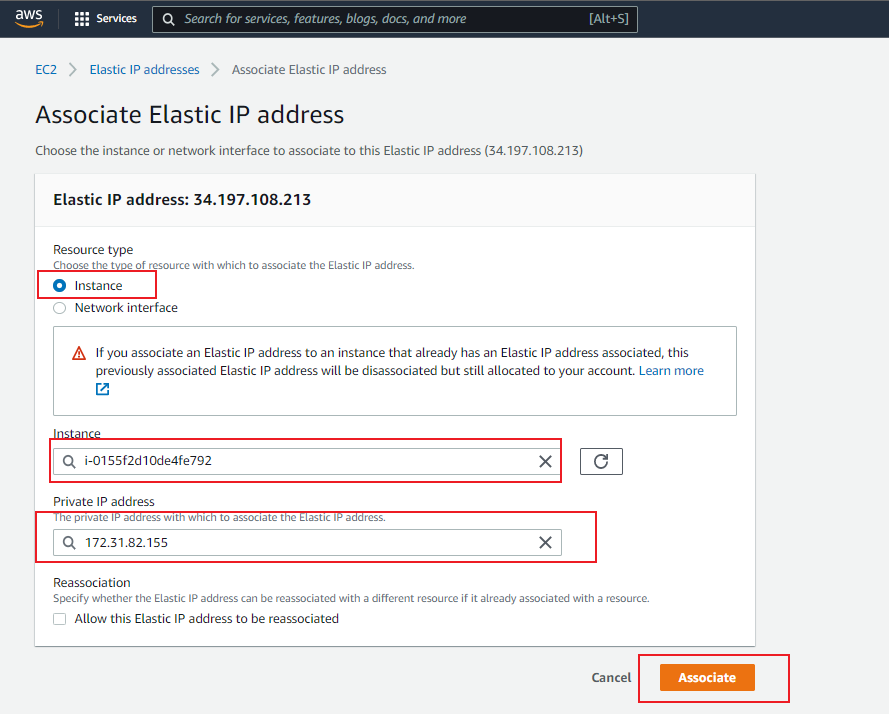 aws Services Search for services, features, blogs, docs, and more [Alt+S]
EC2 Elastic IP addresses Associate Elastic IP address
Associate Elastic IP address
Choose the instance or network interface to associate to this Elastic IP address (34.197.108.213)
Elastic IP address: 34.197.108.213
Resource type
Choose the type of resource with which to associate the Elastic IP address.
Instance
Network interface
If you associate an Elastic IP address to an instance that already has an Elastic IP address associated, this
previously associated Elastic IP address will be disassociated but still allocated to your account. Learn more
Instance
i-0155f2d10de4fe792
Private IP address
The private IP address with which to associate the Elastic IP address.
172.31.82.155
Reassociation
Specify whether the Elastic IP address can be reassociated with a different resource if it already associated with a resource.
Allow this Elastic IP address to be reassociated
Cancel Associate